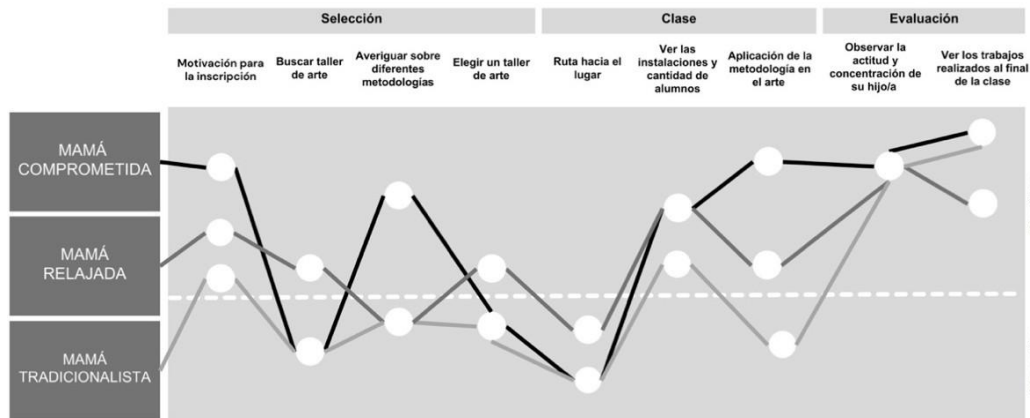 Selección
Clase
Evaluación
Motivación para
la inscripción
Buscar taller
de arte
Averiguar sobre
diferentes
metodologías
Elegir un taller
de arte
Ruta hacia el
lugar
Ver las
instalaciones y
cantidad de
alumnos
Aplicación de la
metodología en
el arte
Observar la
actitud y
concentración de
su hijo/a
Ver los trabajos
realizados al final
de la clase
MAMÁ
COMPROMETIDA
MAMÁ
RELAJADA
MAMÁ
TRADICIONALISTA